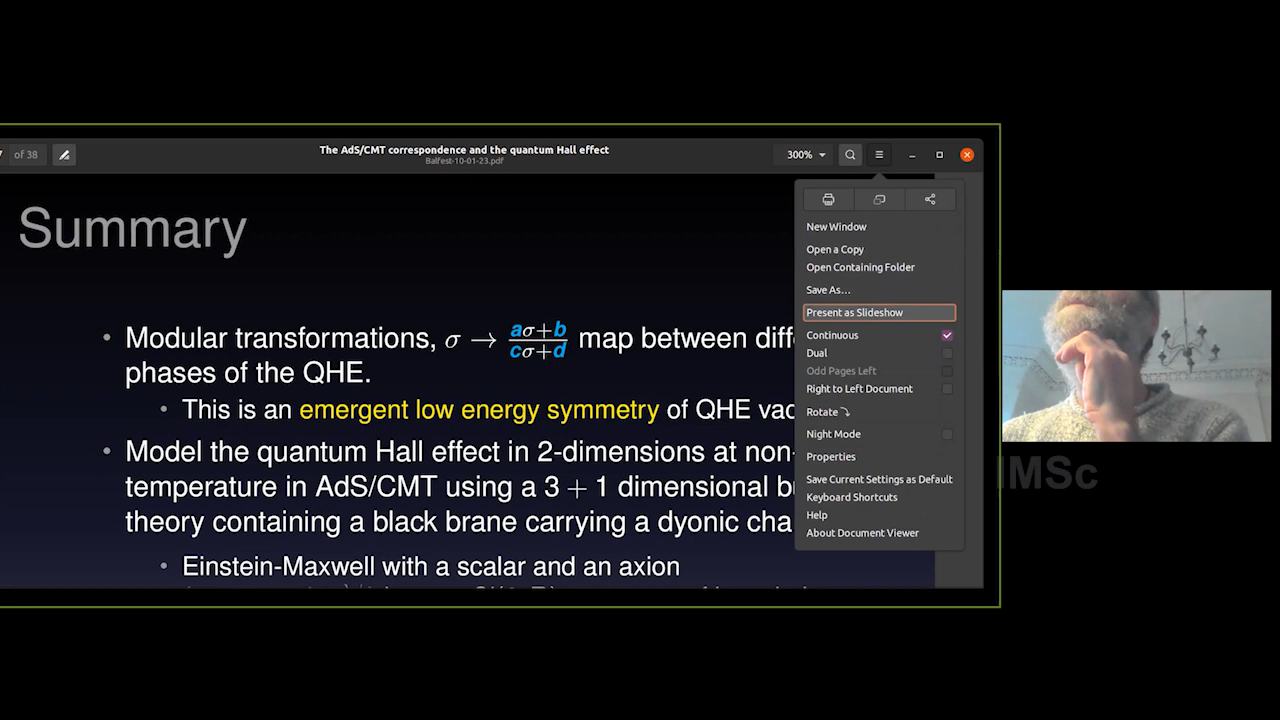 of 38
The AdS/CMT correspondence and the quantum Hall effect
Balfest-10-01-23.pdf
300%
Summary
• Modular transformations, σ → aσ+b/cσ+d map between
phases of the QHE.
• This is an emergent low energy symmetry of QHE
• Model the quantum Hall effect in 2-dimensions at non-
temperature in AdS/CMT using a 3 + 1 dimensional
theory containing a black brane carrying a dyonic
• Einstein-Maxwell with a scalar and an axion
New Window
Open a Copy
Open Containing Folder
Save As...
Present as Slideshow
Continuous
Dual
Odd Pages Left
Right to Left Document
Rotate ⤵
Night Mode
Properties
Save Current Settings as Default
Keyboard Shortcuts
Help
About Document Viewer
IMSc